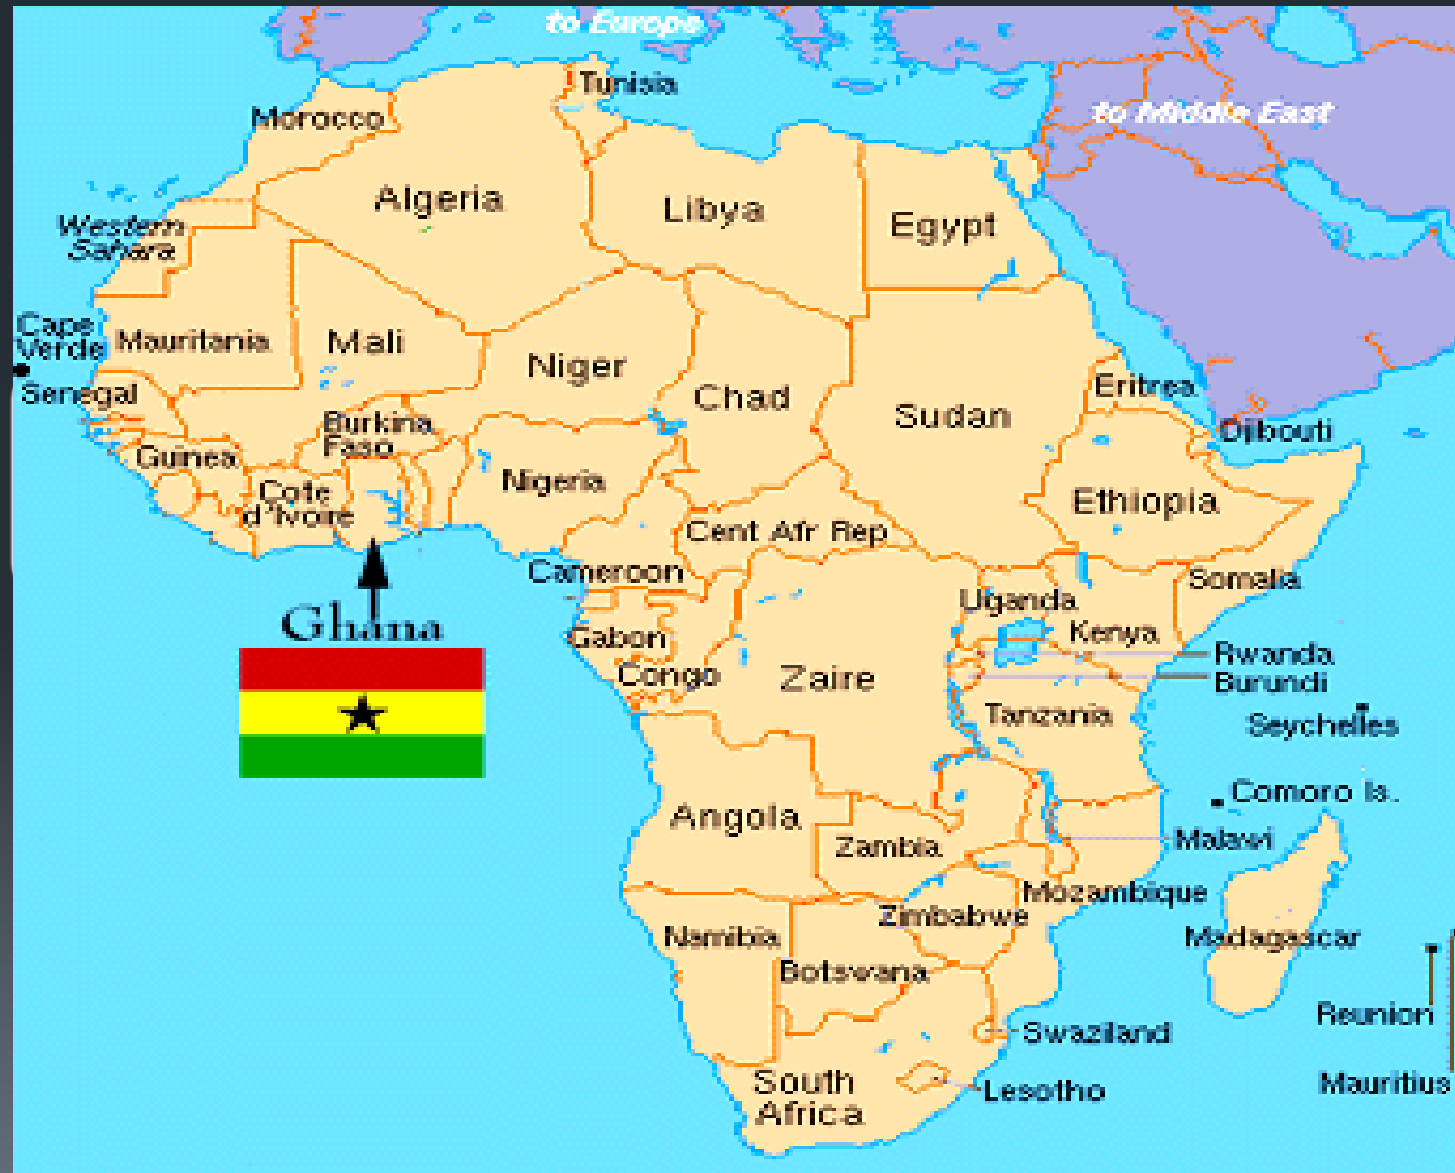 to Europe
Tunisia
Morocco
to Middle East
Algeria
Libya
Egypt
Western
Sahara
Cape
Verde
Mauritania
Mali
Niger
Chad
Sudan
Eritrea
Senegal
Burkina
Faso
Djibouti
Guinea
Cote
d'Ivoire
Nigeria
Ethiopia
Cent Afr Rep
Cameroon
Somalia
Uganda
Ghana
Gabon
Kenya
Congo
Zaire
Rwanda
Burundi
Tanzania
Seychelles
Comoro Is.
Angola
Zambia
Malawi
Mozambique
Zimbabwe
Namibia
Madagascar
Botswana
Reunion
Swaziland
South
Africa
Lesotho
Mauritius